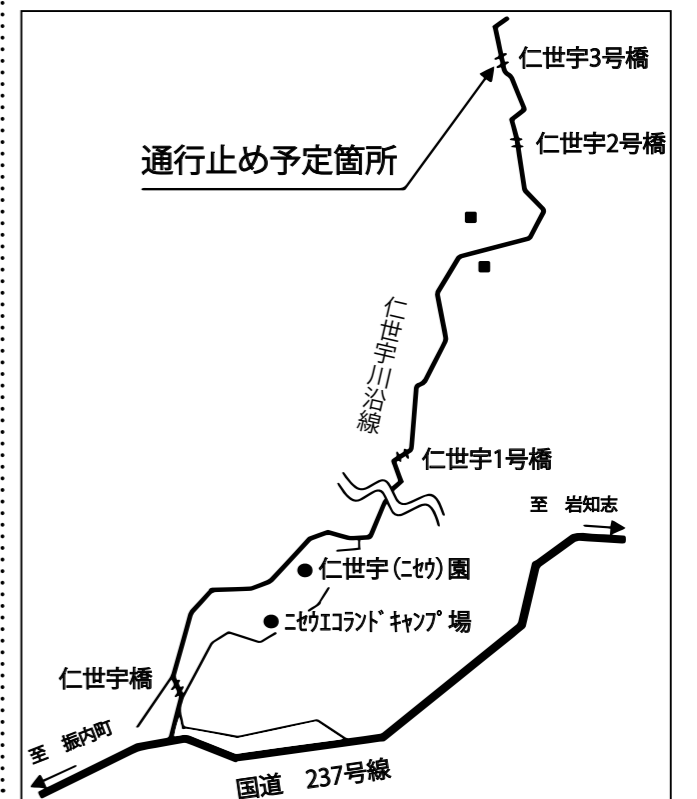 仁世宇3号橋
仁世宇2号橋
通行止め予定箇所
仁世宇川沿線
仁世宇1号橋
至　岩知志
仁世宇（ﾆｾｳ）園
ﾆｾｳｴｺﾗﾝﾄﾞｷｬﾝﾌﾟ場
仁世宇橋
至　振内町
国道　237号線